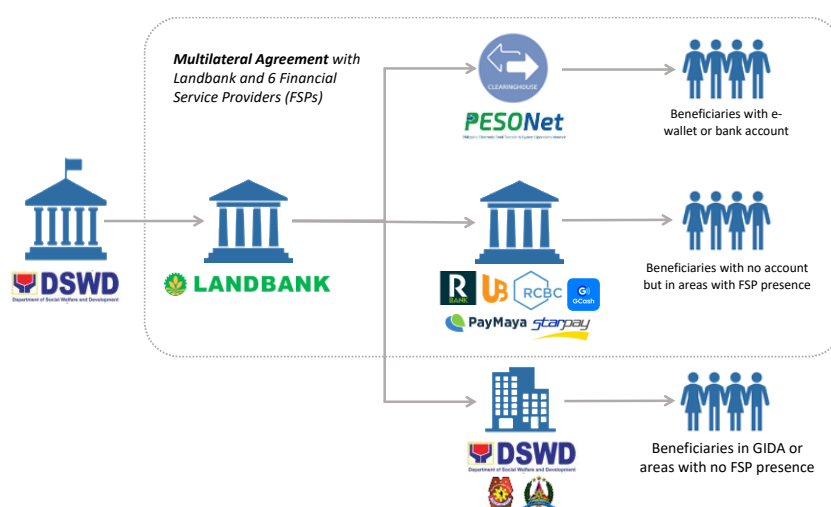 Multilateral Agreement with
Landbank and 6 Financial
Service Providers (FSPs)
CLEARINGHOUSE
PESONet
Beneficiaries with e-
wallet or bank account
DSWD
Department of Social Welfare and Development
LANDBANK
R
BANK
UB
RCBC
G
GCash
PayMaya
starpay
Beneficiaries with no account
but in areas with FSP presence
DSWD
Department of Social Welfare and Development
Beneficiaries in GIDA or
areas with no FSP presence